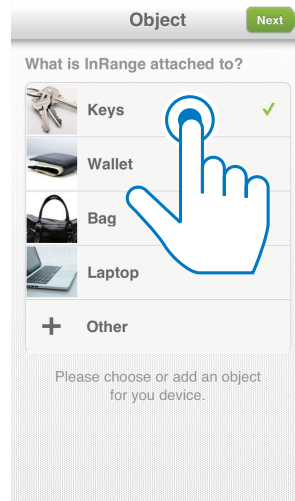 Object
Next
What is InRange attached to?
Keys
Wallet
Bag
Laptop
Other
Please choose or add an object
for you device.